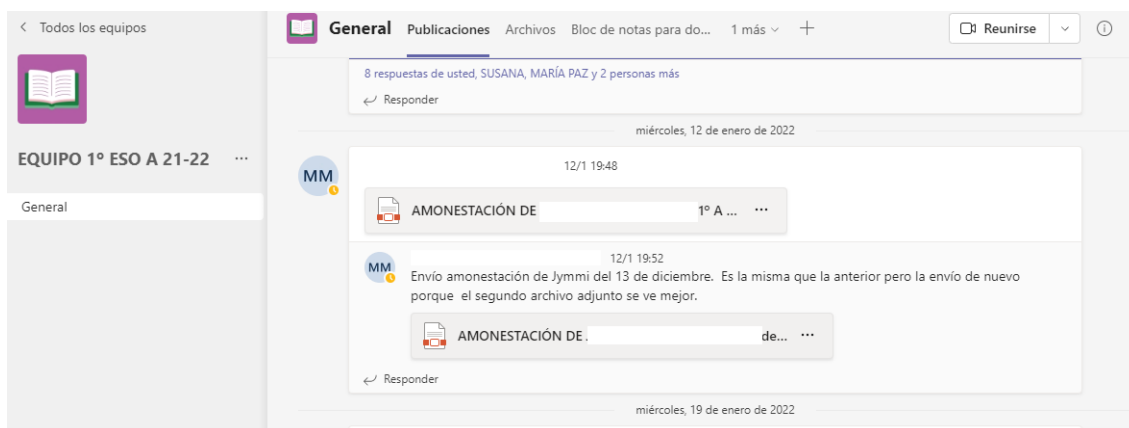 Todos los equipos
EQUIPO 1º ESO A 21-22 ...
General
General Publicaciones Archivos Bloc de notas para do... 1 más
Reunirse
8 respuestas de usted, SUSANA, MARÍA PAZ y 2 personas más
Responder
miércoles, 12 de enero de 2022
MM
12/1 19:48
AMONESTACIÓN DE 1º A ... ...
MM
12/1 19:52
Envío amonestación de Jymmi del 13 de diciembre. Es la misma que la anterior pero la envío de nuevo
porque el segundo archivo adjunto se ve mejor.
AMONESTACIÓN DE . de... ...
Responder
miércoles, 19 de enero de 2022